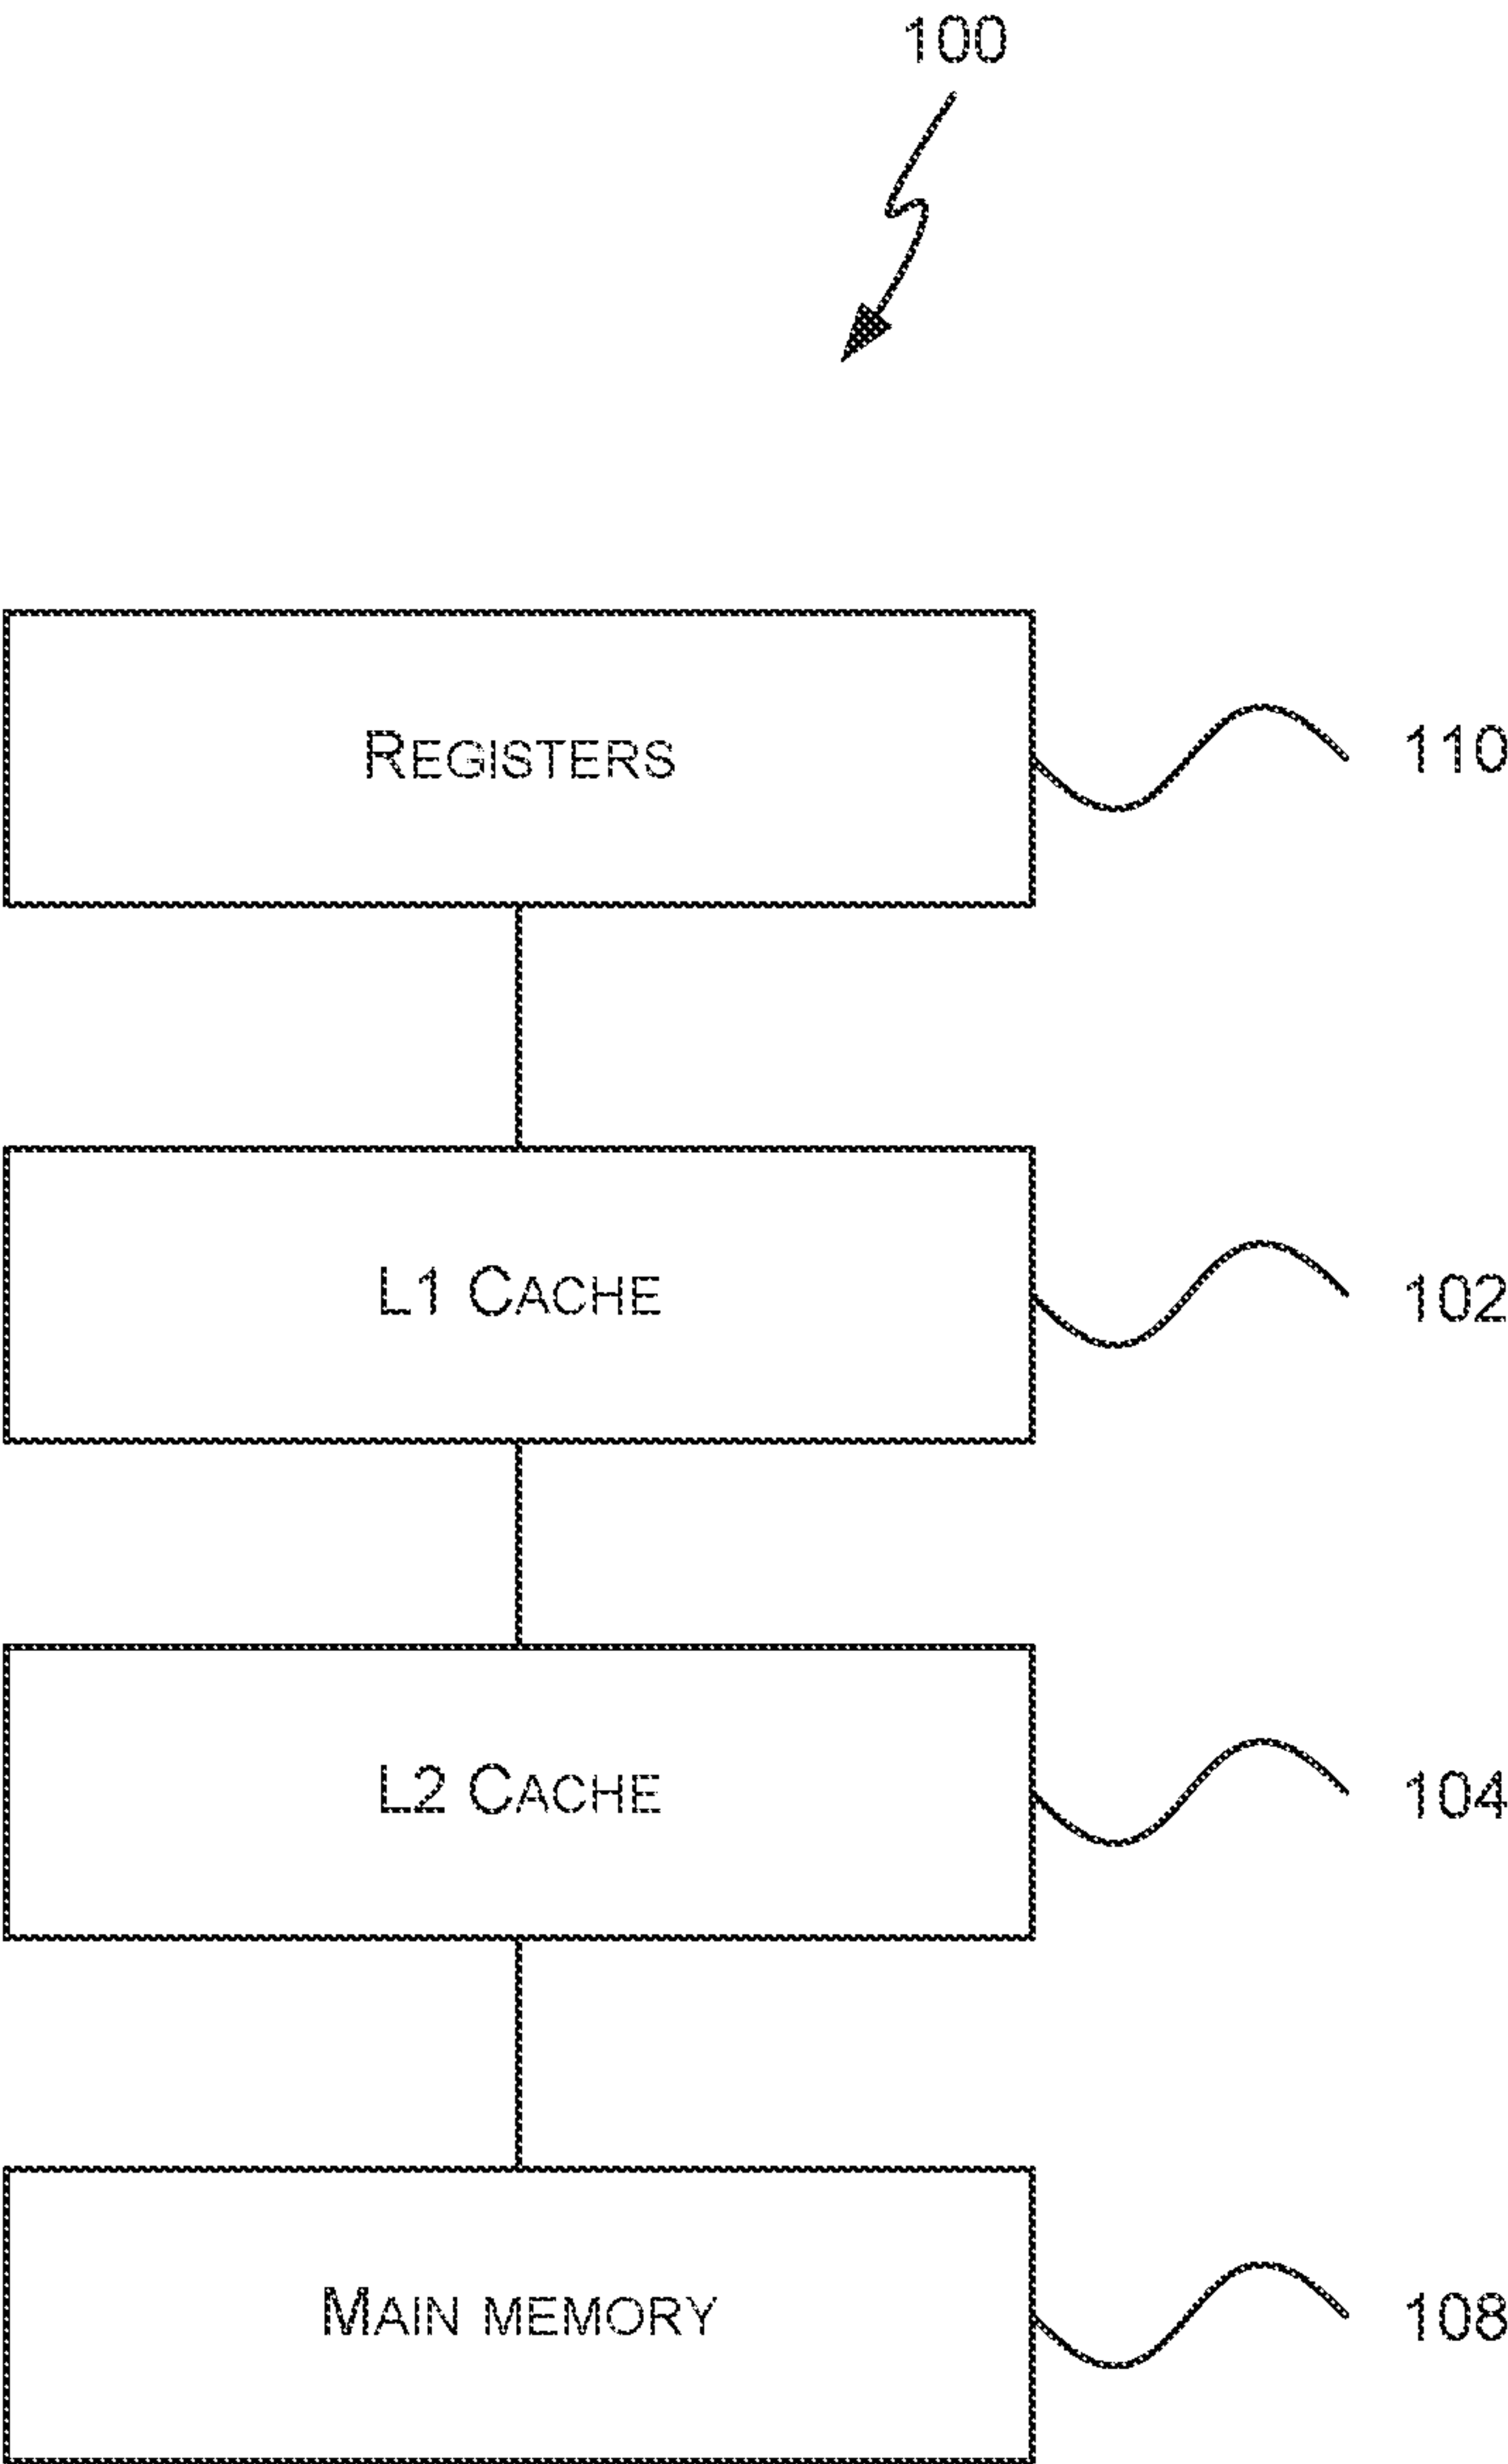 100
REGISTERS
110
L1 CACHE
102
L2 CACHE
104
MAIN MEMORY
108